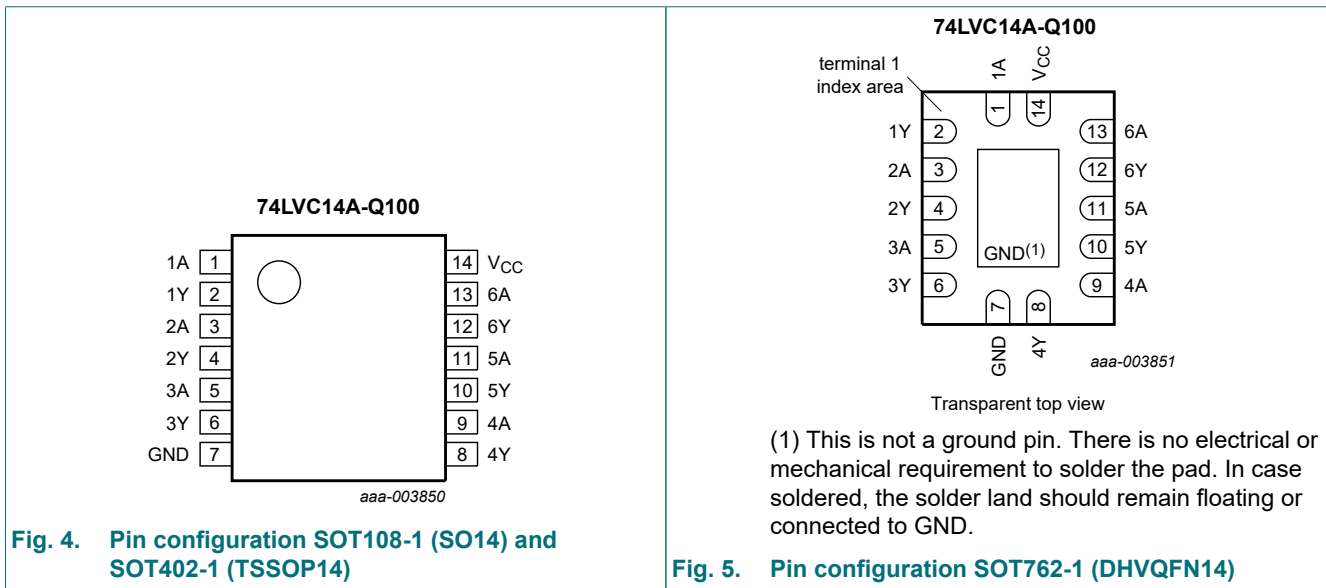 74LVC14A-Q100
1A 1 14 VCC
1Y 2 13 6A
2A 3 12 6Y
2Y 4 11 5A
3A 5 10 5Y
3Y 6 9 4A
GND 7 8 4Y
aaa-003850
Fig. 4. Pin configuration SOT108-1 (SO14) and
SOT402-1 (TSSOP14)
74LVC14A-Q100
terminal 1
index area
1A VCC
1 14
1Y 2 13 6A
2A 3 12 6Y
2Y 4 11 5A
3A 5 GND(1) 10 5Y
3Y 6 9 4A
7 8
GND 4Y
aaa-003851
Transparent top view
(1) This is not a ground pin. There is no electrical or
mechanical requirement to solder the pad. In case
soldered, the solder land should remain floating or
connected to GND.
Fig. 5. Pin configuration SOT762-1 (DHVQFN14)